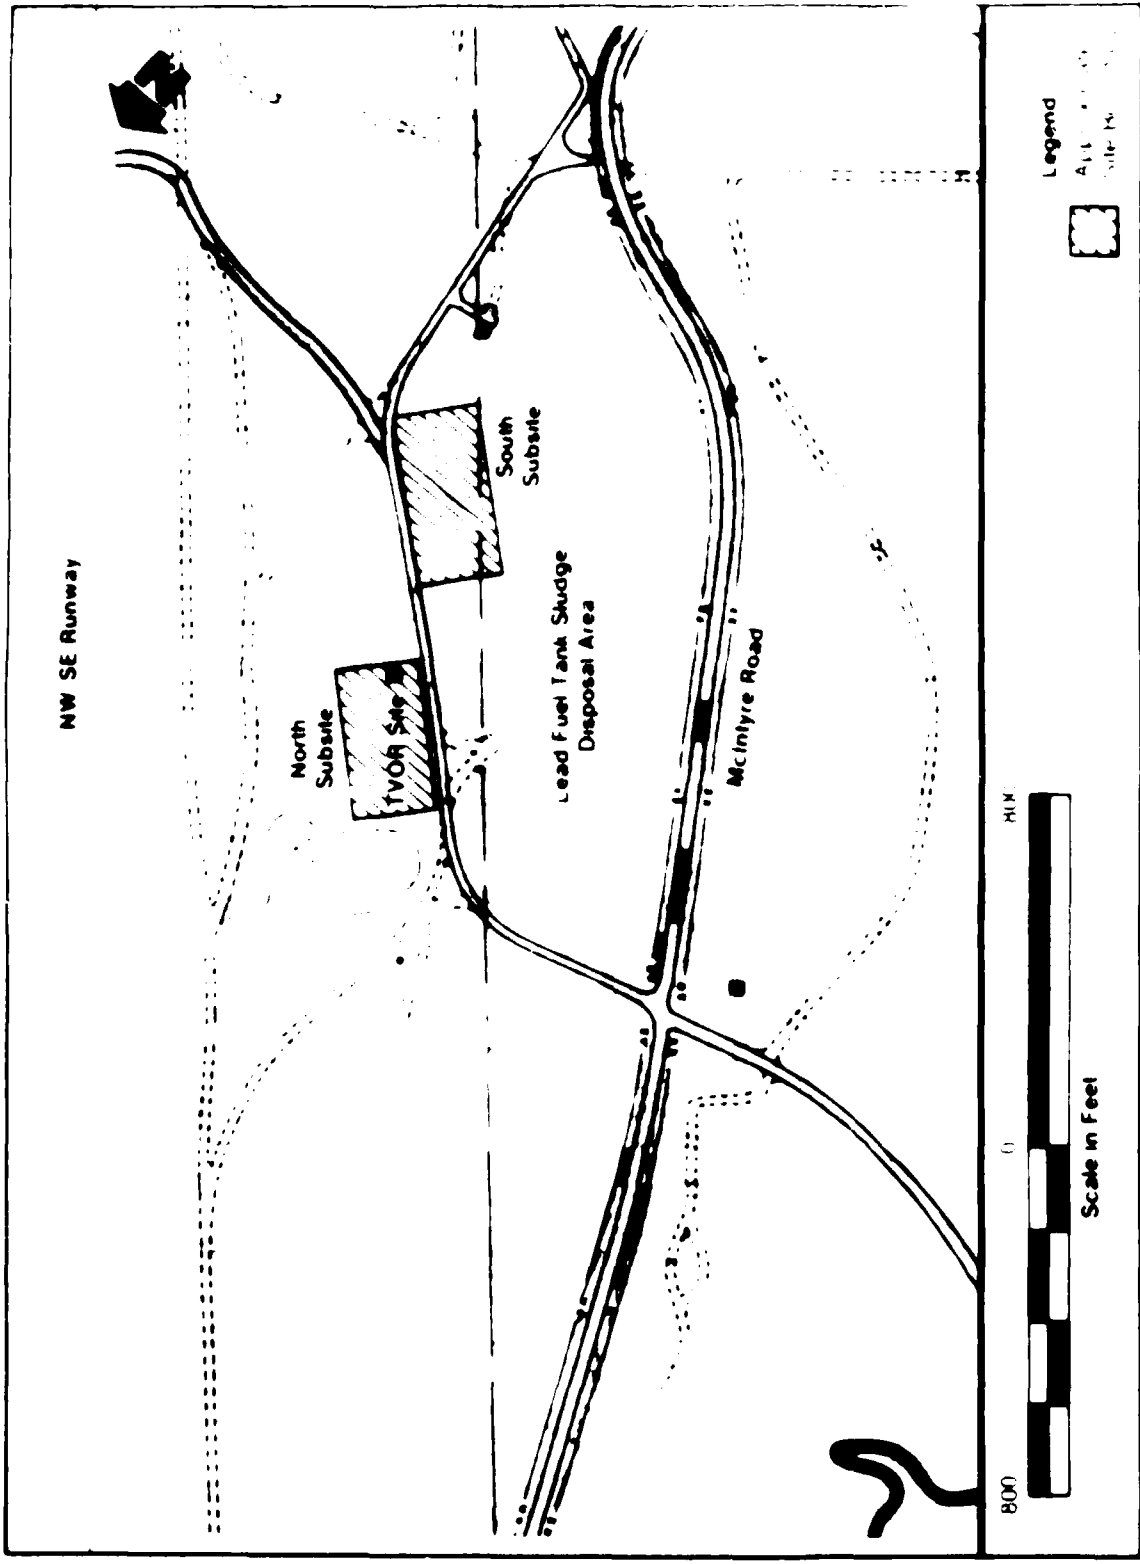 N
NW SE Runway
North
Subsite
TVOR Site
South
Subsite
Lead Fuel Tank Sludge
Disposal Area
McIntyre Road
800
0
Scale in Feet
Legend